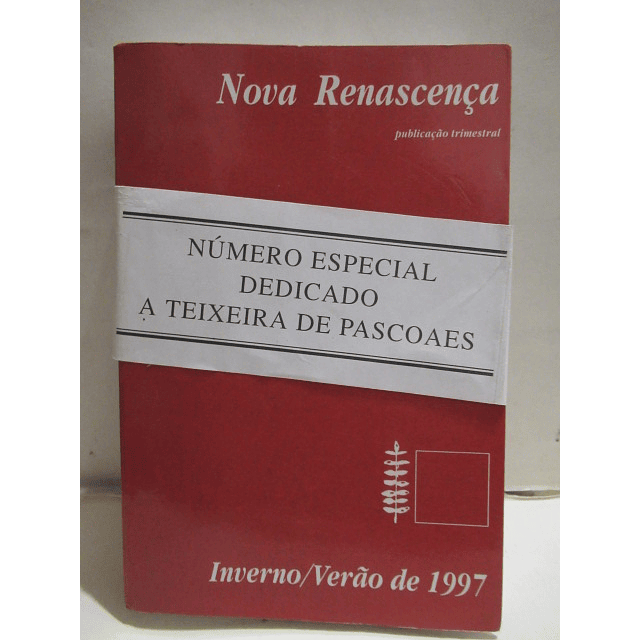 Nova Renascença
publicação trimestral
NÚMERO ESPECIAL
DEDICADO
A TEIXEIRA DE PASCOAES
Inverno/Verão de 1997